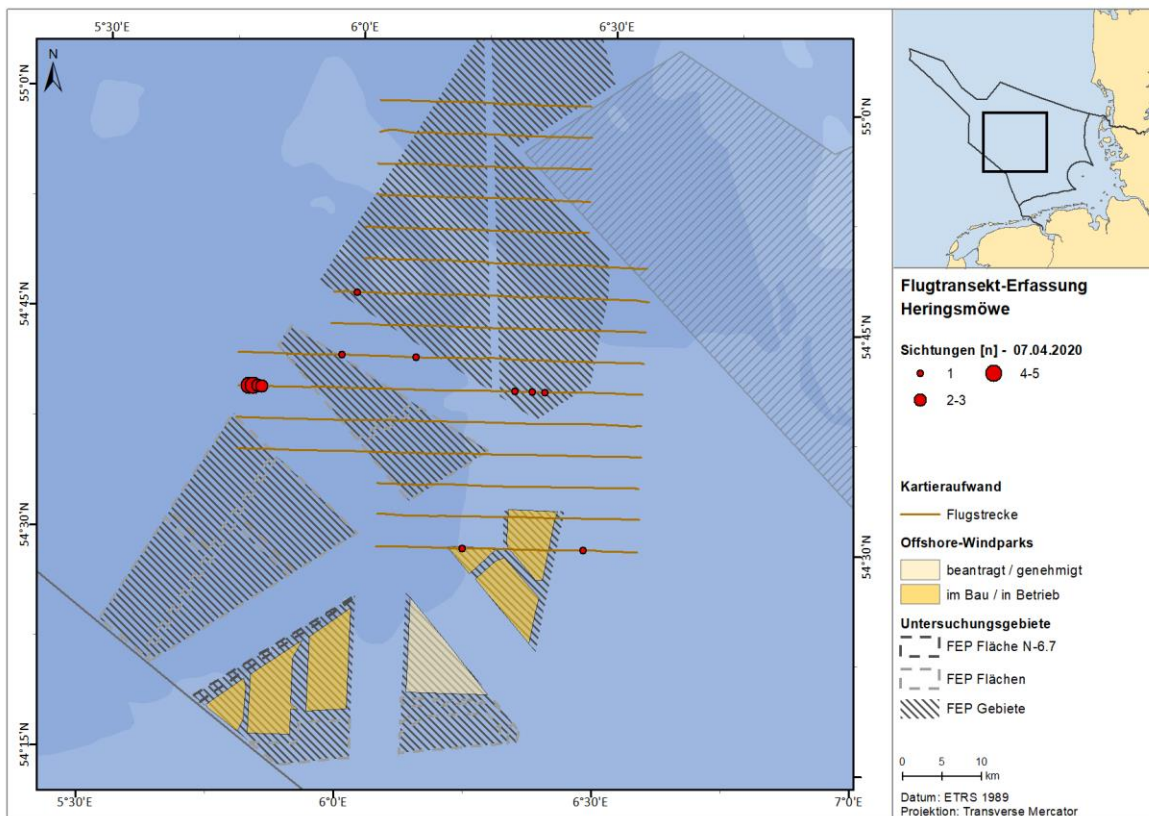 5°30'E
6°0'E
6°30'E
N
55°0'N
54°45'N
54°30'N
54°15'N
55°0'N
54°45'N
54°30'N
5°30'E
6°0'E
6°30'E
7°0'E
Flugtransekt-Erfassung
Heringsmöwe
Sichtungen [n] - 07.04.2020
1
4-5
2-3
Kartieraufwand
Flugstrecke
Offshore-Windparks
beantragt / genehmigt
im Bau / in Betrieb
Untersuchungsgebiete
FEP Fläche N-6.7
FEP Flächen
FEP Gebiete
0 5 10
km
Datum: ETRS 1989
Projektion: Transverse Mercator